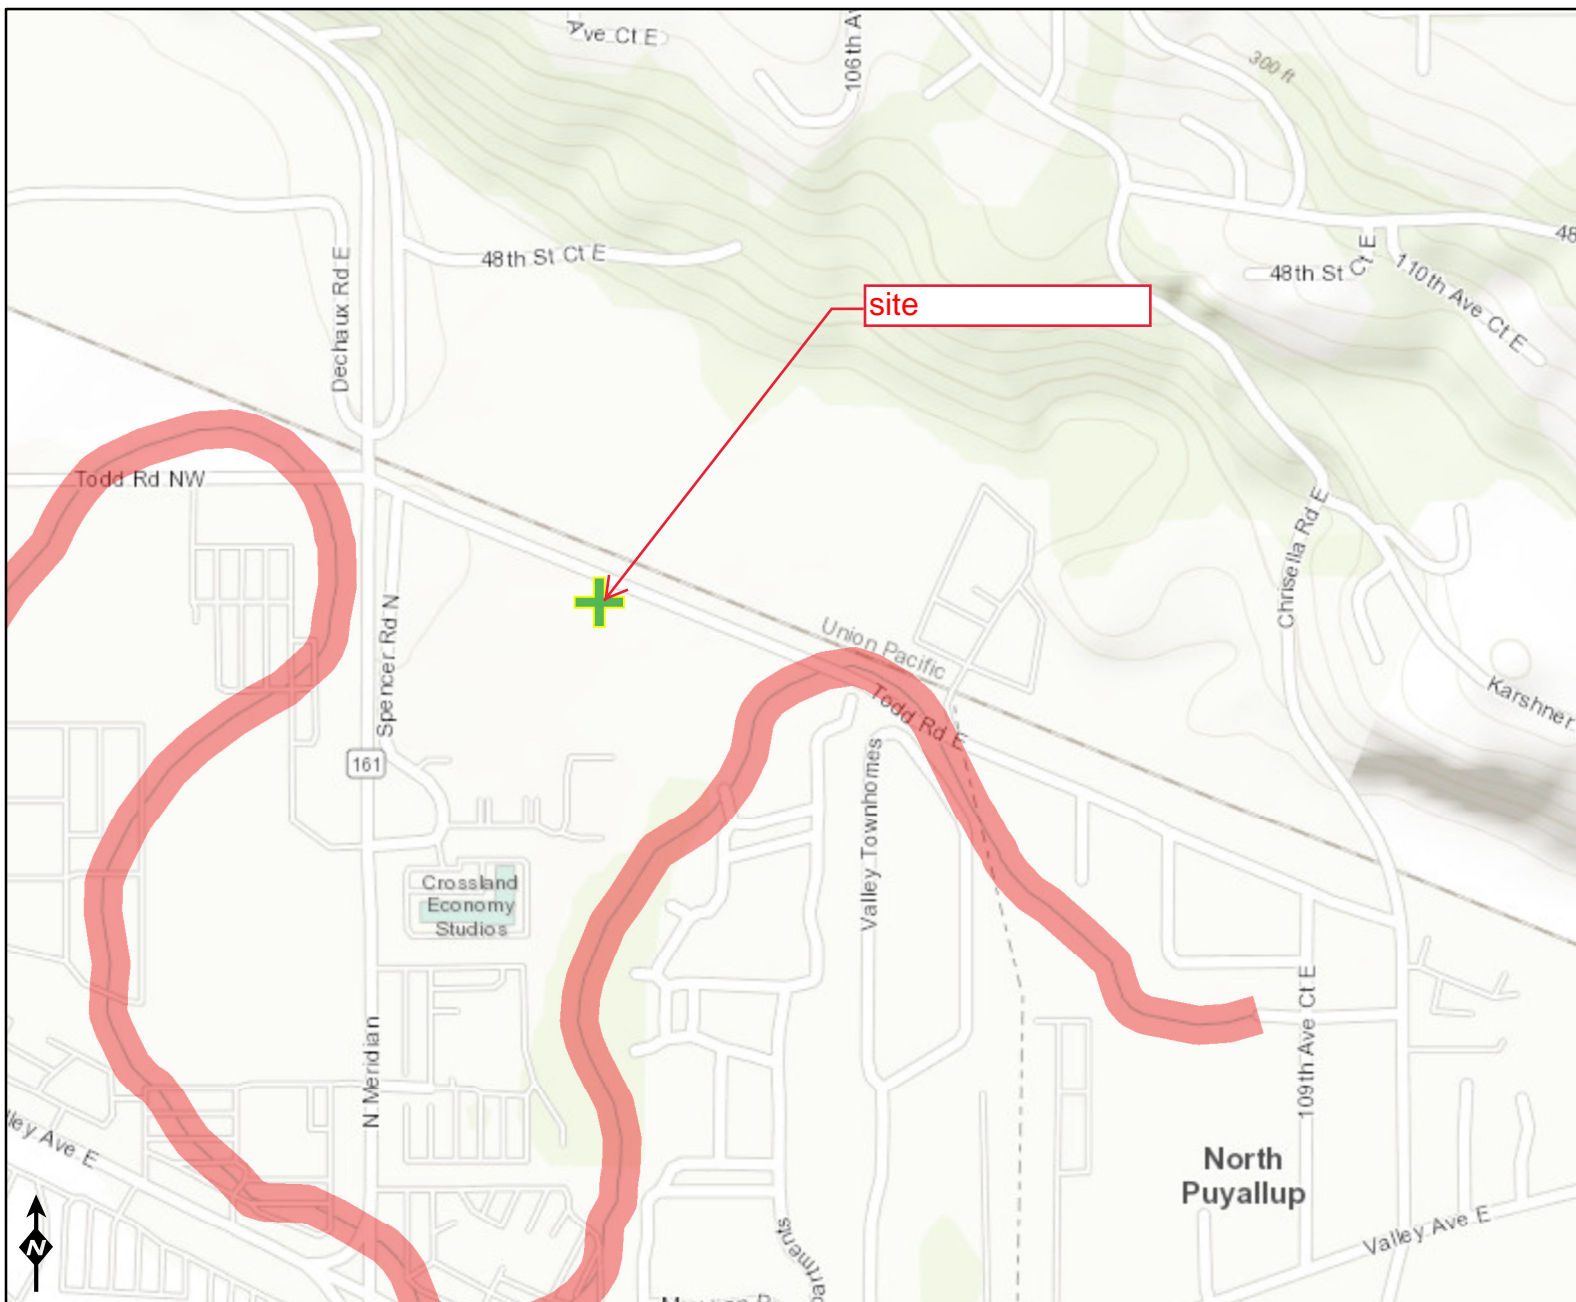 Ave Ct E
106th A
300 ft
48th St Ct E
48
48th St Ct E
110th Ave Ct E
Dechaux Rd E
site
Todd Rd NW
Chrisella Rd E
Spencer Rd N
Union Pacific
Todd Rd E
Karshner
161
Valley Townhomes
Crossland
Economy
Studios
N Meridian
109th Ave Ct E
lley Ave E
North
Puyallup
Valley Ave E
partments
N